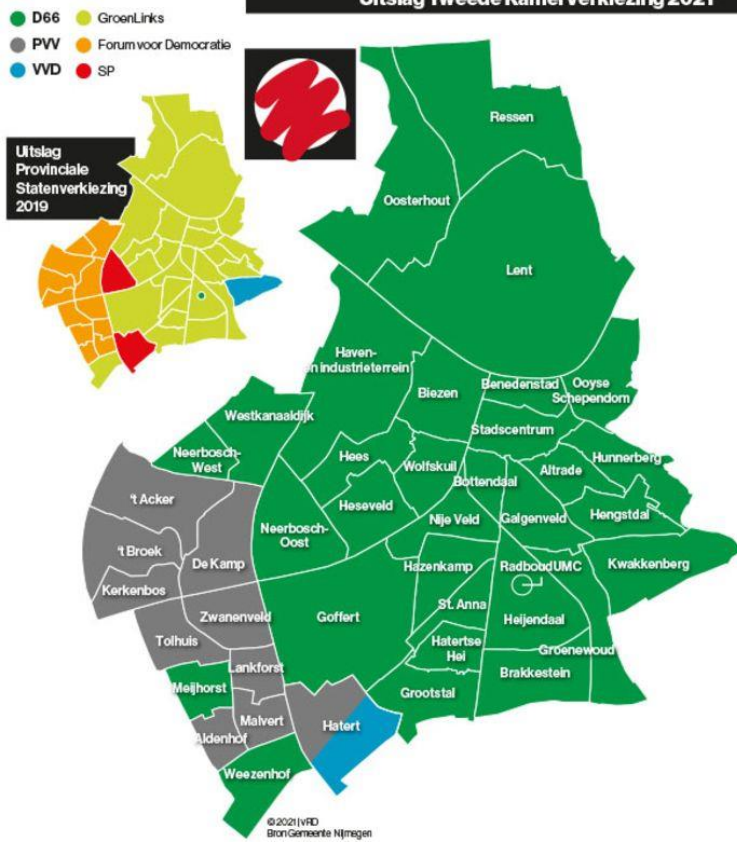 Uitslag Tweede Kamerverkiezing 2021
D66
GroenLinks
PVV
Forum voor Democratie
VVD
SP
Uitslag
Provinciale
Statenverkiezing
2019
Ressen
Oosterhout
Lent
Haven-
en industrieterrein
Biezen
Benedenstad
Ooyse
Schependom
Westkanaaldijk
Stadscentrum
Neerbosch-
West
Hees
Wolfskuil
Bottendaal
Altrade
Hunnerberg
't Acker
Heseveld
Neerbosch-
Oost
Nije Veld
Galgenveld
Hengstdal
't Broek
De Kamp
Hazenkamp
RadboudUMC
Kwakkenberg
Kerkenbos
Zwanenveld
Goffert
St. Anna
Heijendaal
Tolhuis
Hatertse
Hei
Groenewoud
Lankforst
Brakkestein
Meijhorst
Grootstal
Malvert
Hatert
Aldenhof
Weezenhof
© 2021 | vRD
Bron Gemeente Nijmegen